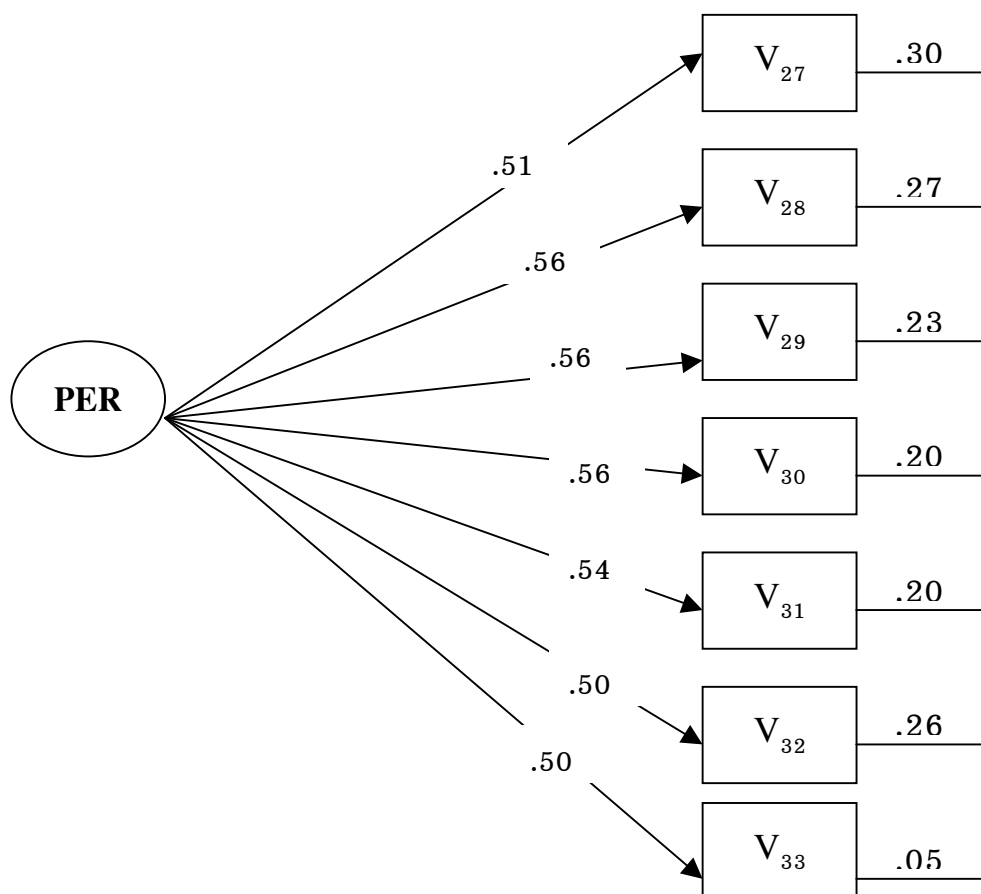 V27 .30
.51
V28 .27
.56
V29 .23
.56
PER
V30 .20
.56
.54
V31 .20
.50
V32 .26
.50
V33 .05